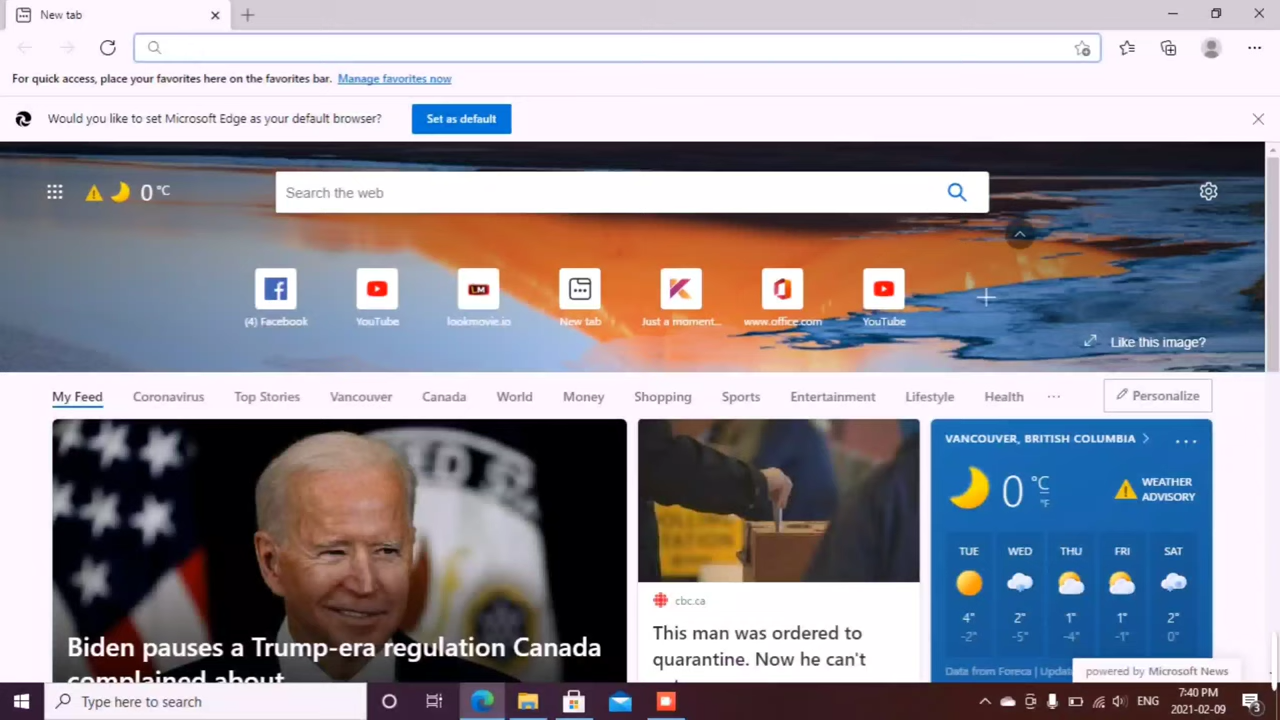 New tab
For quick access, place your favorites here on the favorites bar. Manage favorites now
Would you like to set Microsoft Edge as your default browser? Set as default
0 °C
Search the web
(4) Facebook
YouTube
LM
lookmovie.io
New tab
Just a moment...
www.office.com
YouTube
Like this image?
My Feed Coronavirus Top Stories Vancouver Canada World Money Shopping Sports Entertainment Lifestyle Health ... Personalize
Biden pauses a Trump-era regulation Canada
complained about
cbc.ca
This man was ordered to
quarantine. Now he can't
VANCOUVER, BRITISH COLUMBIA
0 °C
°F
WEATHER
ADVISORY
TUE WED THU FRI SAT
4° 2° 1° 1° 2°
-2° -5° -4° -1° 0°
Data from Foreca | Updat
powered by Microsoft News
Type here to search
ENG
7:40 PM
2021-02-09
3